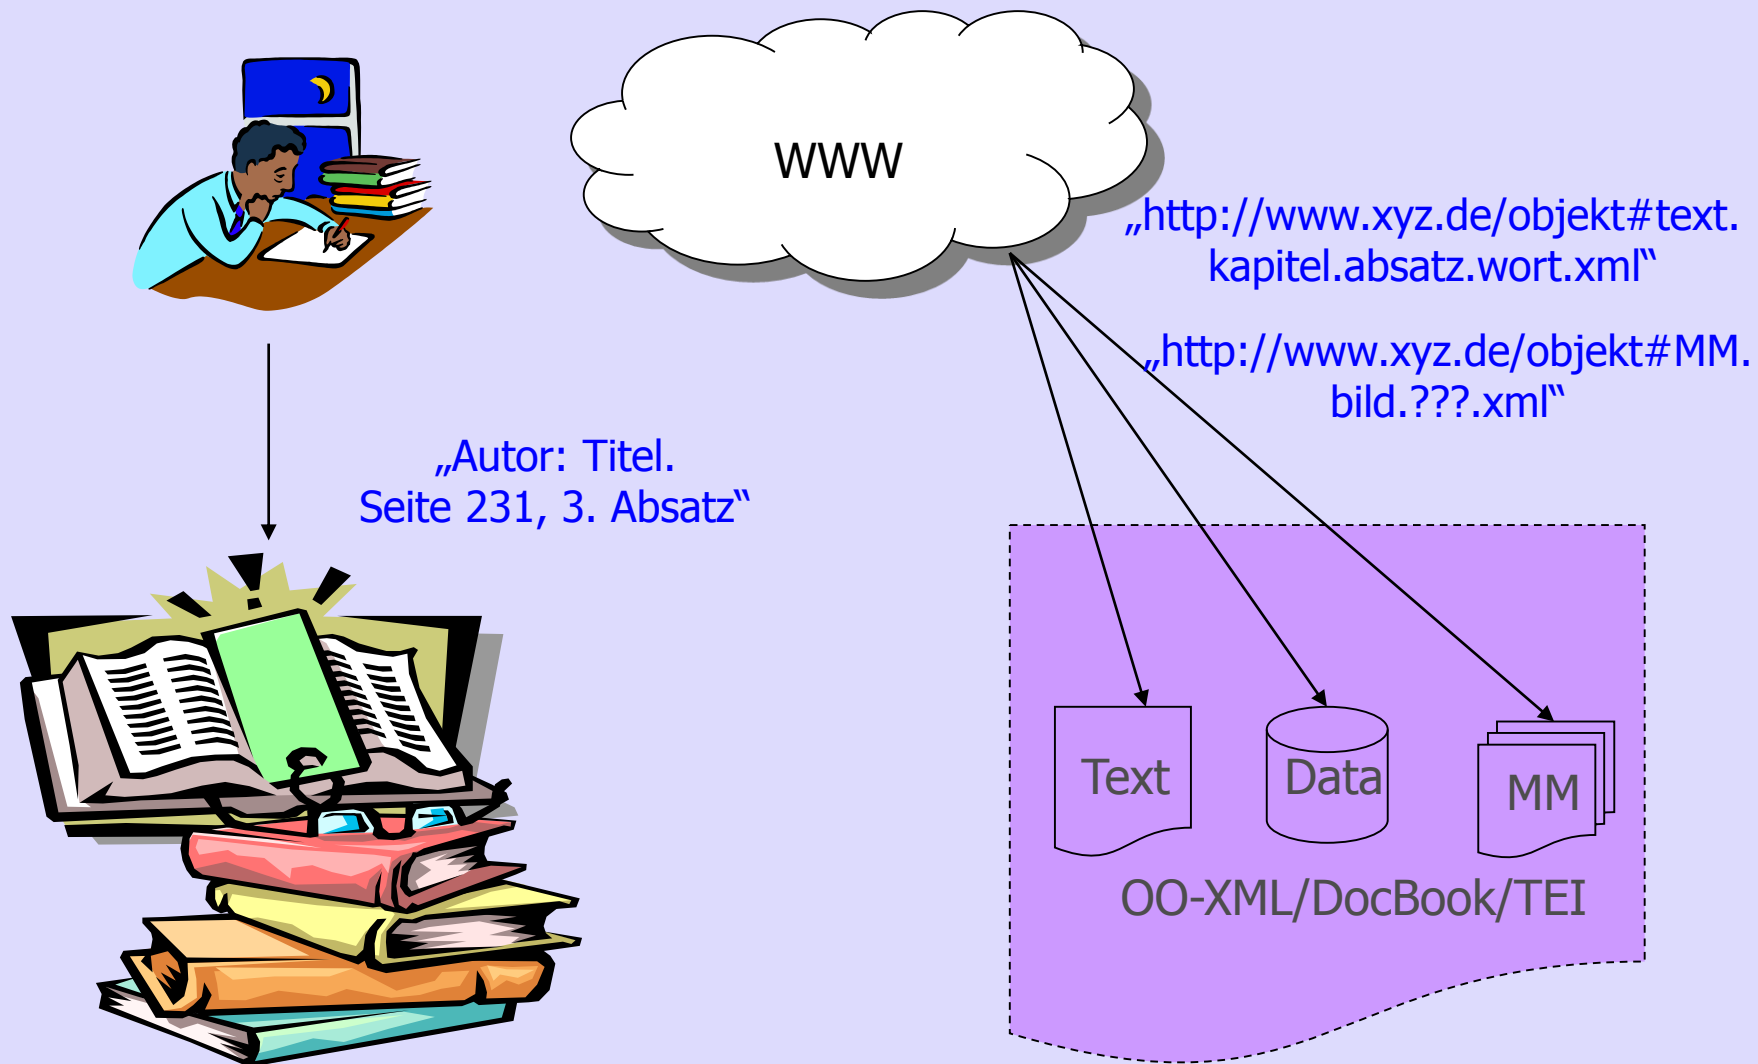 WWW
„http://www.xyz.de/objekt#text.
kapitel.absatz.wort.xml“
„http://www.xyz.de/objekt#MM.
bild.???.xml“
„Autor: Titel.
Seite 231, 3. Absatz“
Text
Data
MM
OO-XML/DocBook/TEI